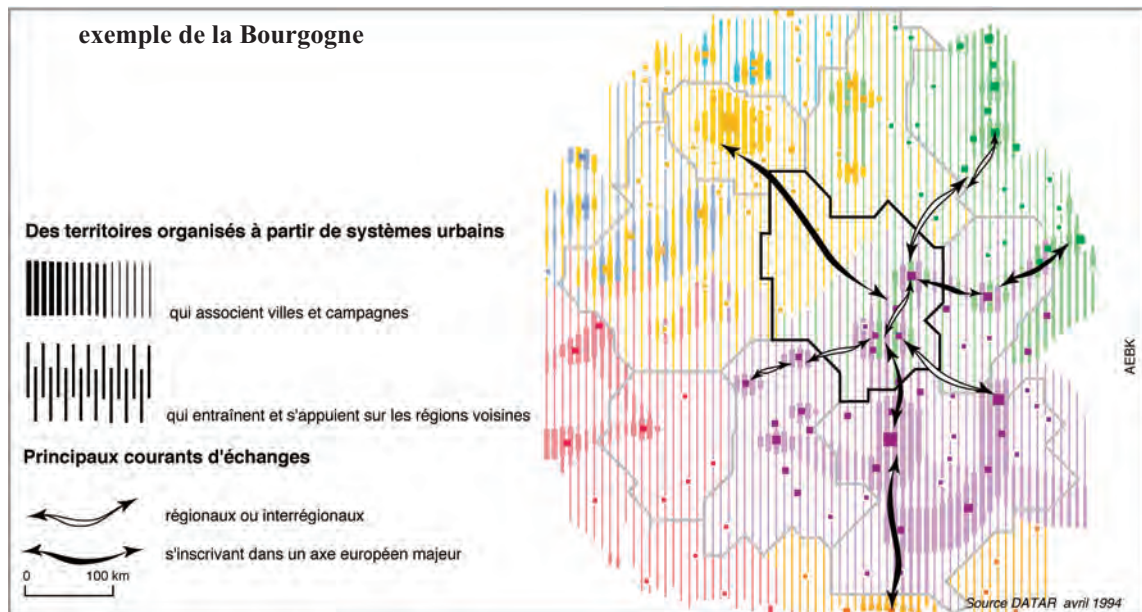 exemple de la Bourgogne
Des territoires organisés à partir de systèmes urbains
qui associent villes et campagnes
qui entraînent et s'appuient sur les régions voisines
Principaux courants d'échanges
régionaux ou interrégionaux
s'inscrivant dans un axe européen majeur
0 100 km
AEBK
Source DATAR avril 1994